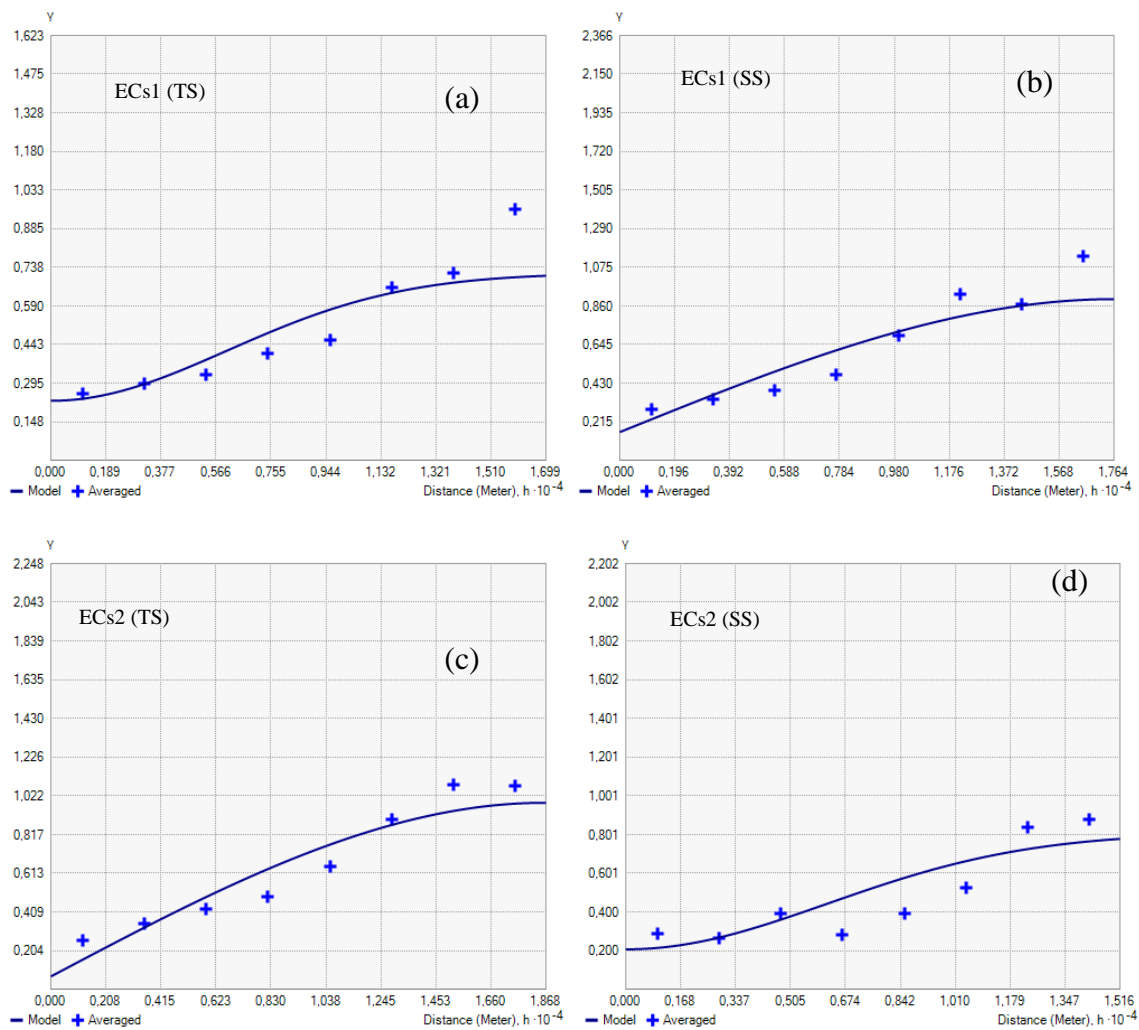 γ
1,623
1,475
1,328
1,180
1,033
0,885
0,738
0,590
0,443
0,295
0,148
ECs1 (TS)
(a)
0,000 0,189 0,377 0,566 0,755 0,944 1,132 1,321 1,510 1,699
Model Averaged Distance (Meter), h ·10⁻⁴
γ
2,366
2,150
1,935
1,720
1,505
1,290
1,075
0,860
0,645
0,430
0,215
ECs1 (SS)
(b)
0,000 0,196 0,392 0,588 0,784 0,980 1,176 1,372 1,568 1,764
Model Averaged Distance (Meter), h ·10⁻⁴
γ
2,248
2,043
1,839
1,635
1,430
1,226
1,022
0,817
0,613
0,409
0,204
ECs2 (TS)
(c)
0,000 0,208 0,415 0,623 0,830 1,038 1,245 1,453 1,660 1,868
Model Averaged Distance (Meter), h ·10⁻⁴
γ
2,202
2,002
1,802
1,602
1,401
1,201
1,001
0,801
0,601
0,400
0,200
ECs2 (SS)
(d)
0,000 0,168 0,337 0,505 0,674 0,842 1,010 1,179 1,347 1,516
Model Averaged Distance (Meter), h ·10⁻⁴